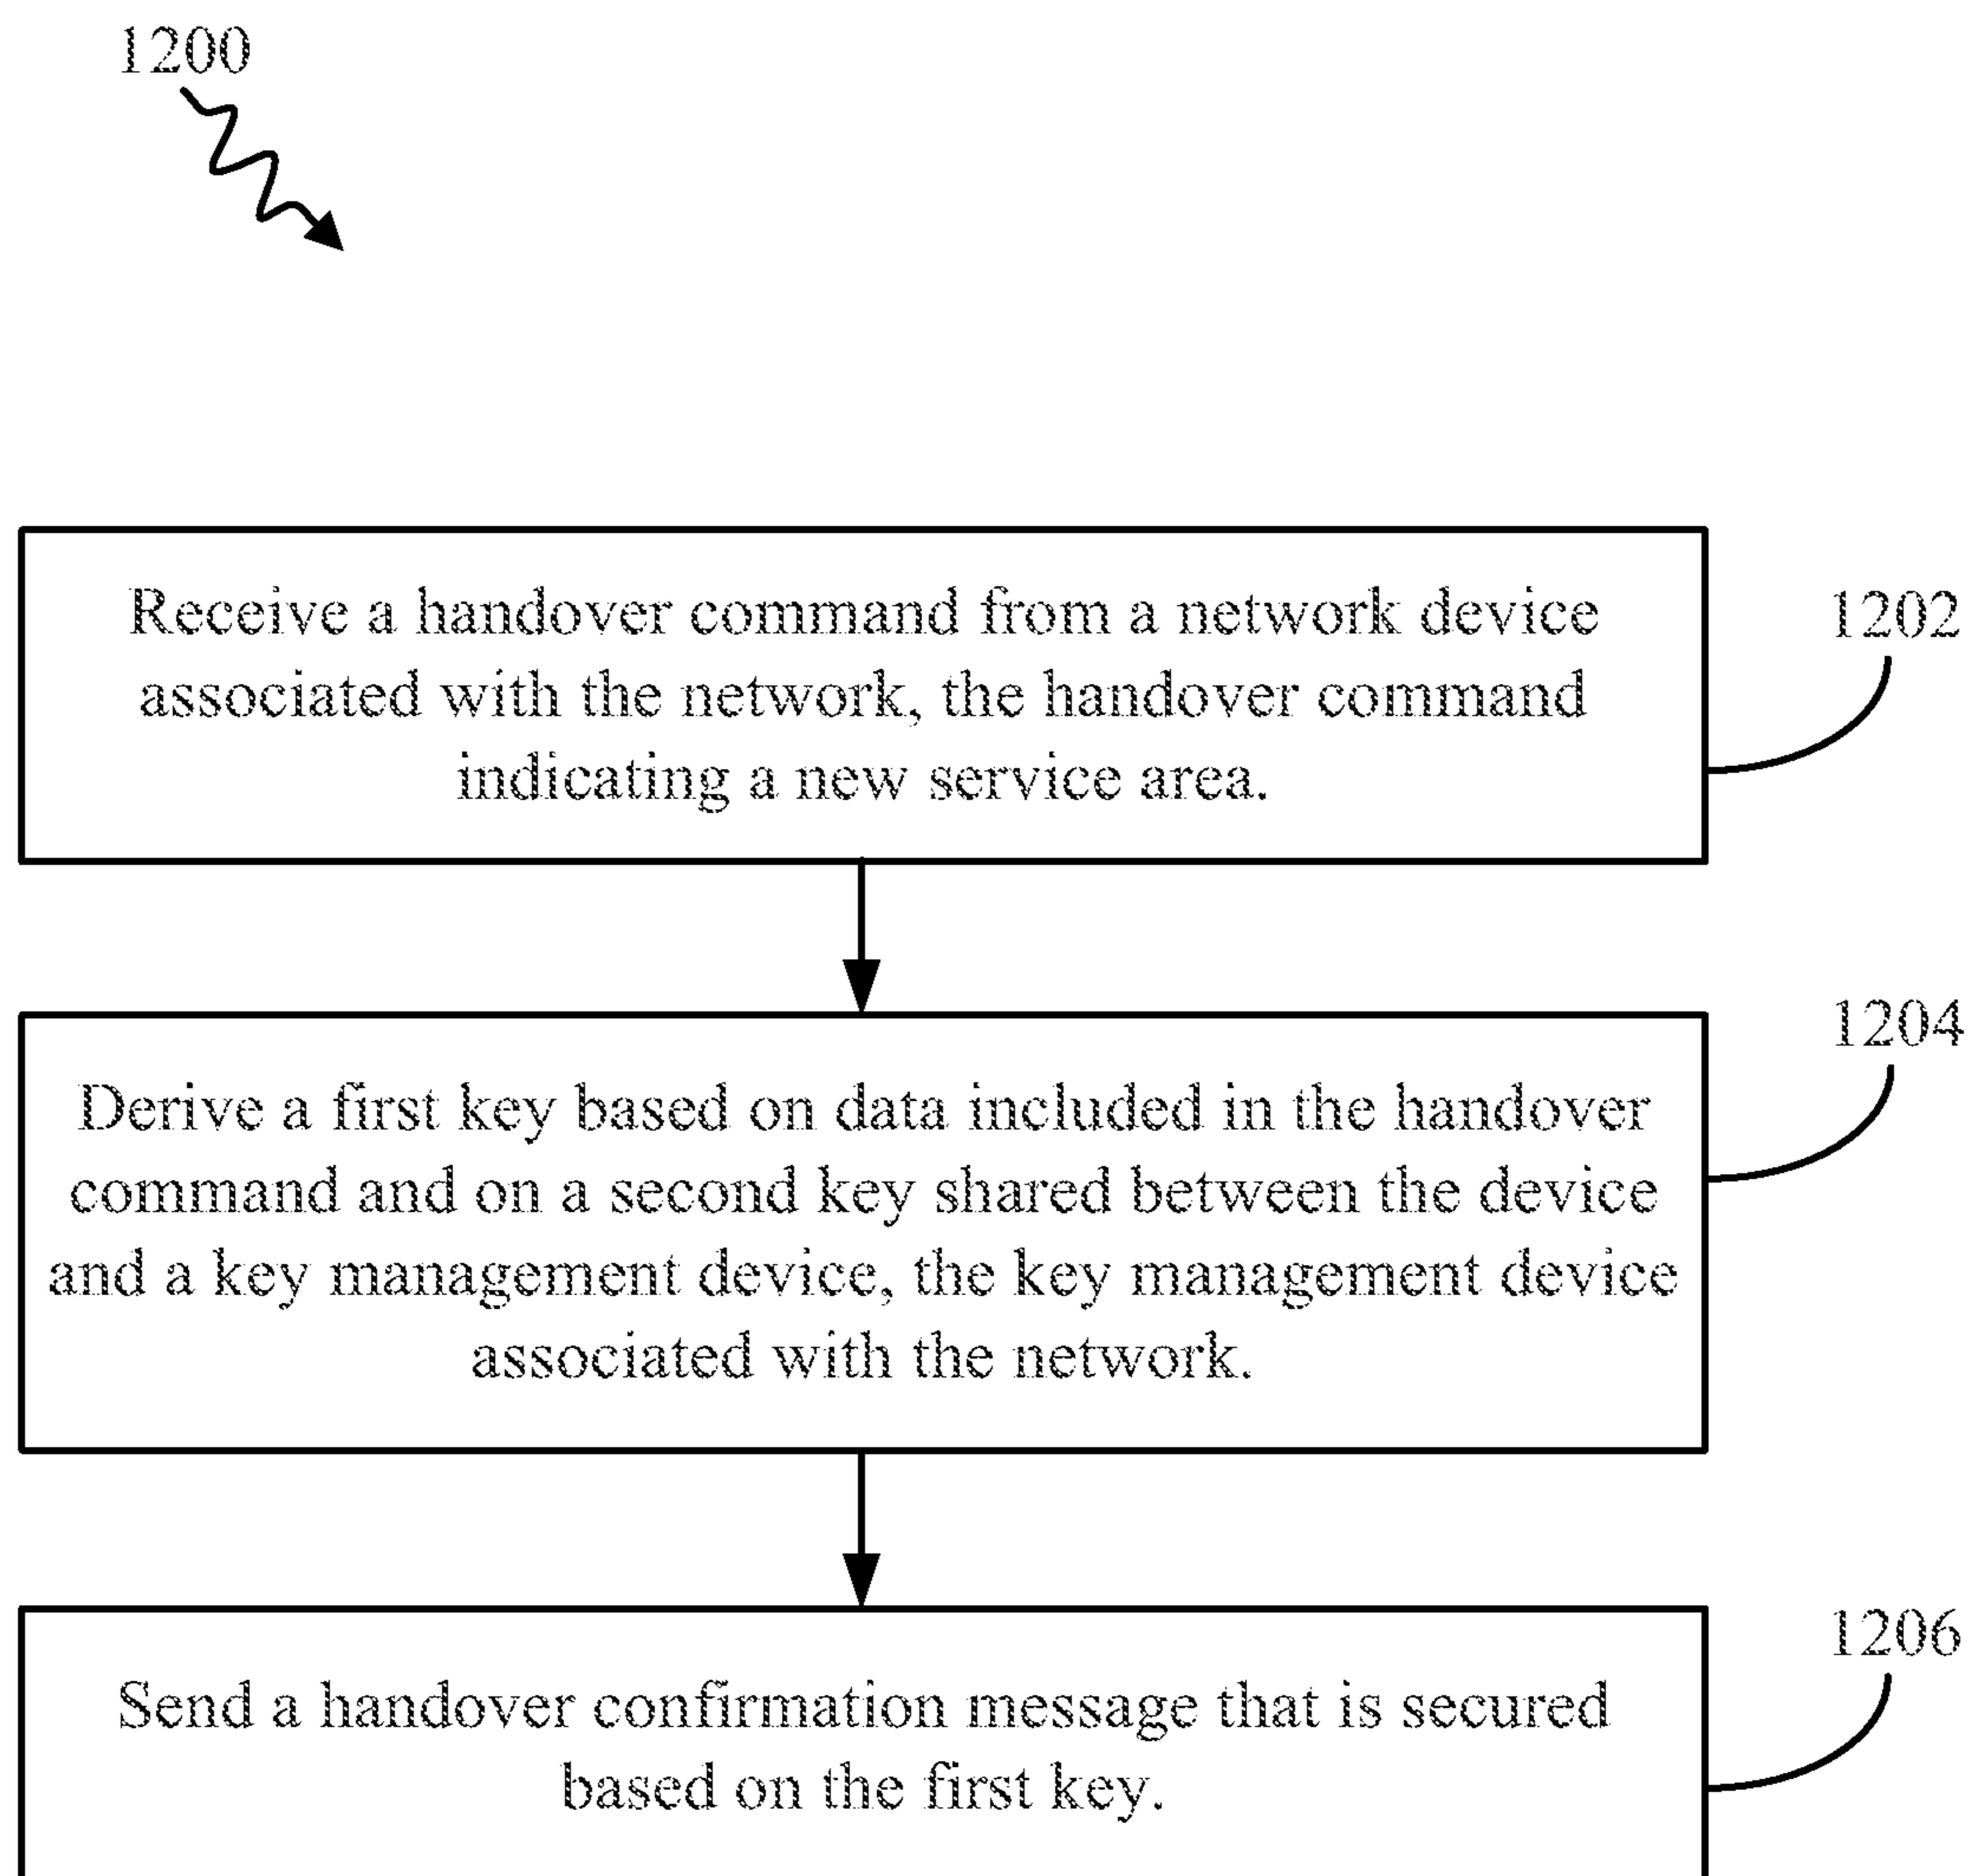 1200
Receive a handover command from a network device
associated with the network, the handover command
indicating a new service area.
1202
Derive a first key based on data included in the handover
command and on a second key shared between the device
and a key management device, the key management device
associated with the network.
1204
Send a handover confirmation message that is secured
based on the first key.
1206